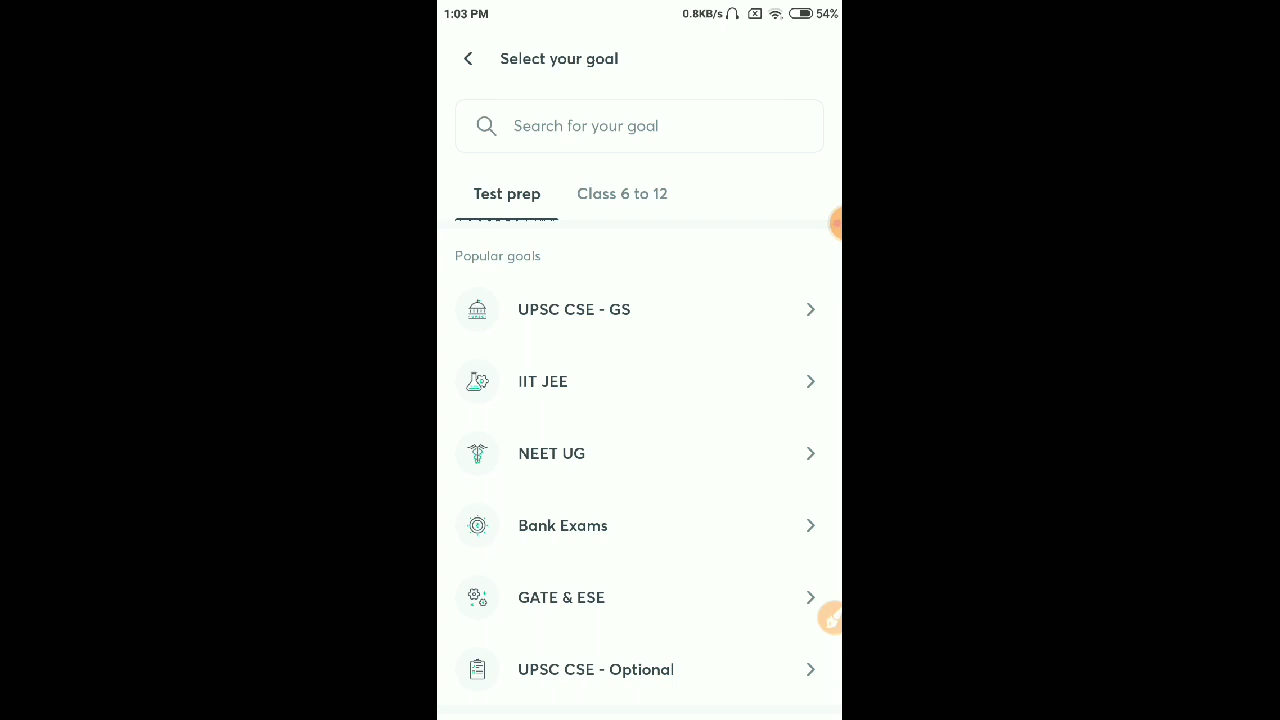 1:03 PM 0.8KB/s 54%
Select your goal
Search for your goal
Test prep Class 6 to 12
Popular goals
UPSC CSE - GS
IIT JEE
NEET UG
Bank Exams
GATE & ESE
UPSC CSE - Optional